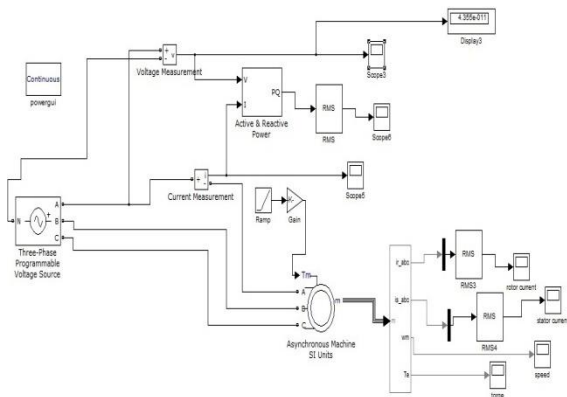 4.355e-011
Display3
Continuous
powergui
+
-
v
Voltage Measurement
Scope3
V
I
PQ
Active & Reactive
Power
RMS
RMS
Scope6
+
-
i
Current Measurement
Scope5
Ramp
Gain
N
A
B
C
Three-Phase
Programmable
Voltage Source
Tm
A
B
C
m
Asynchronous Machine
SI Units
m
ir_abc
is_abc
wm
Te
RMS
RMS3
rotor current
RMS
RMS4
stator current
speed